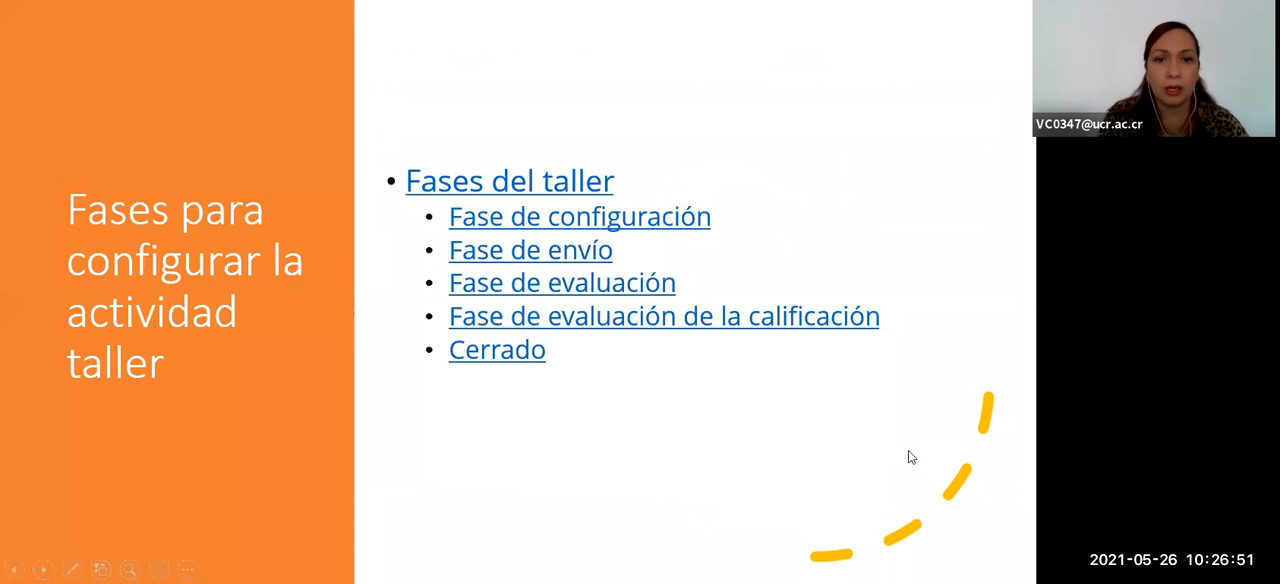 Fases para
configurar la
actividad
taller
• Fases del taller
• Fase de configuración
• Fase de envío
• Fase de evaluación
• Fase de evaluación de la calificación
• Cerrado
VC0347@ucr.ac.cr
2021-05-26 10:26:51